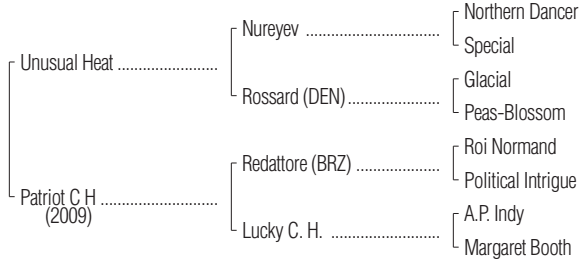 Northern Dancer
Nureyev ........................
Special
Unusual Heat ........................
Glacial
Rossard (DEN) ........................
Peas-Blossom
Roi Normand
Redattore (BRZ) .....................
Political Intrigue
Patriot C H ............................
(2009)
A.P. Indy
Lucky C. H. ...........................
Margaret Booth